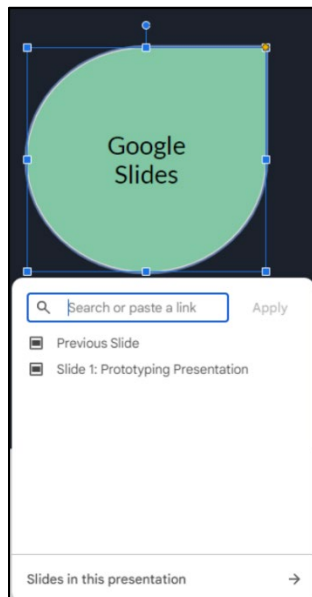 Google
Slides
Search or paste a link Apply
Previous Slide
Slide 1: Prototyping Presentation
Slides in this presentation